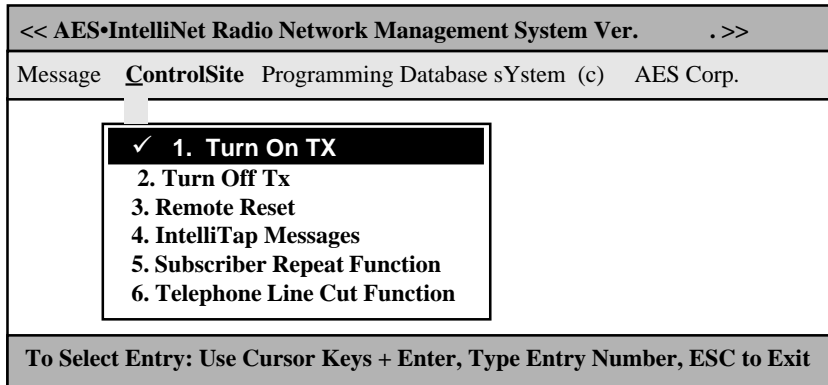 << AES•IntelliNet Radio Network Management System Ver. . >>
Message ControlSite Programming Database sYstem (c) AES Corp.
✓ 1. Turn On TX
2. Turn Off Tx
3. Remote Reset
4. IntelliTap Messages
5. Subscriber Repeat Function
6. Telephone Line Cut Function
To Select Entry: Use Cursor Keys + Enter, Type Entry Number, ESC to Exit